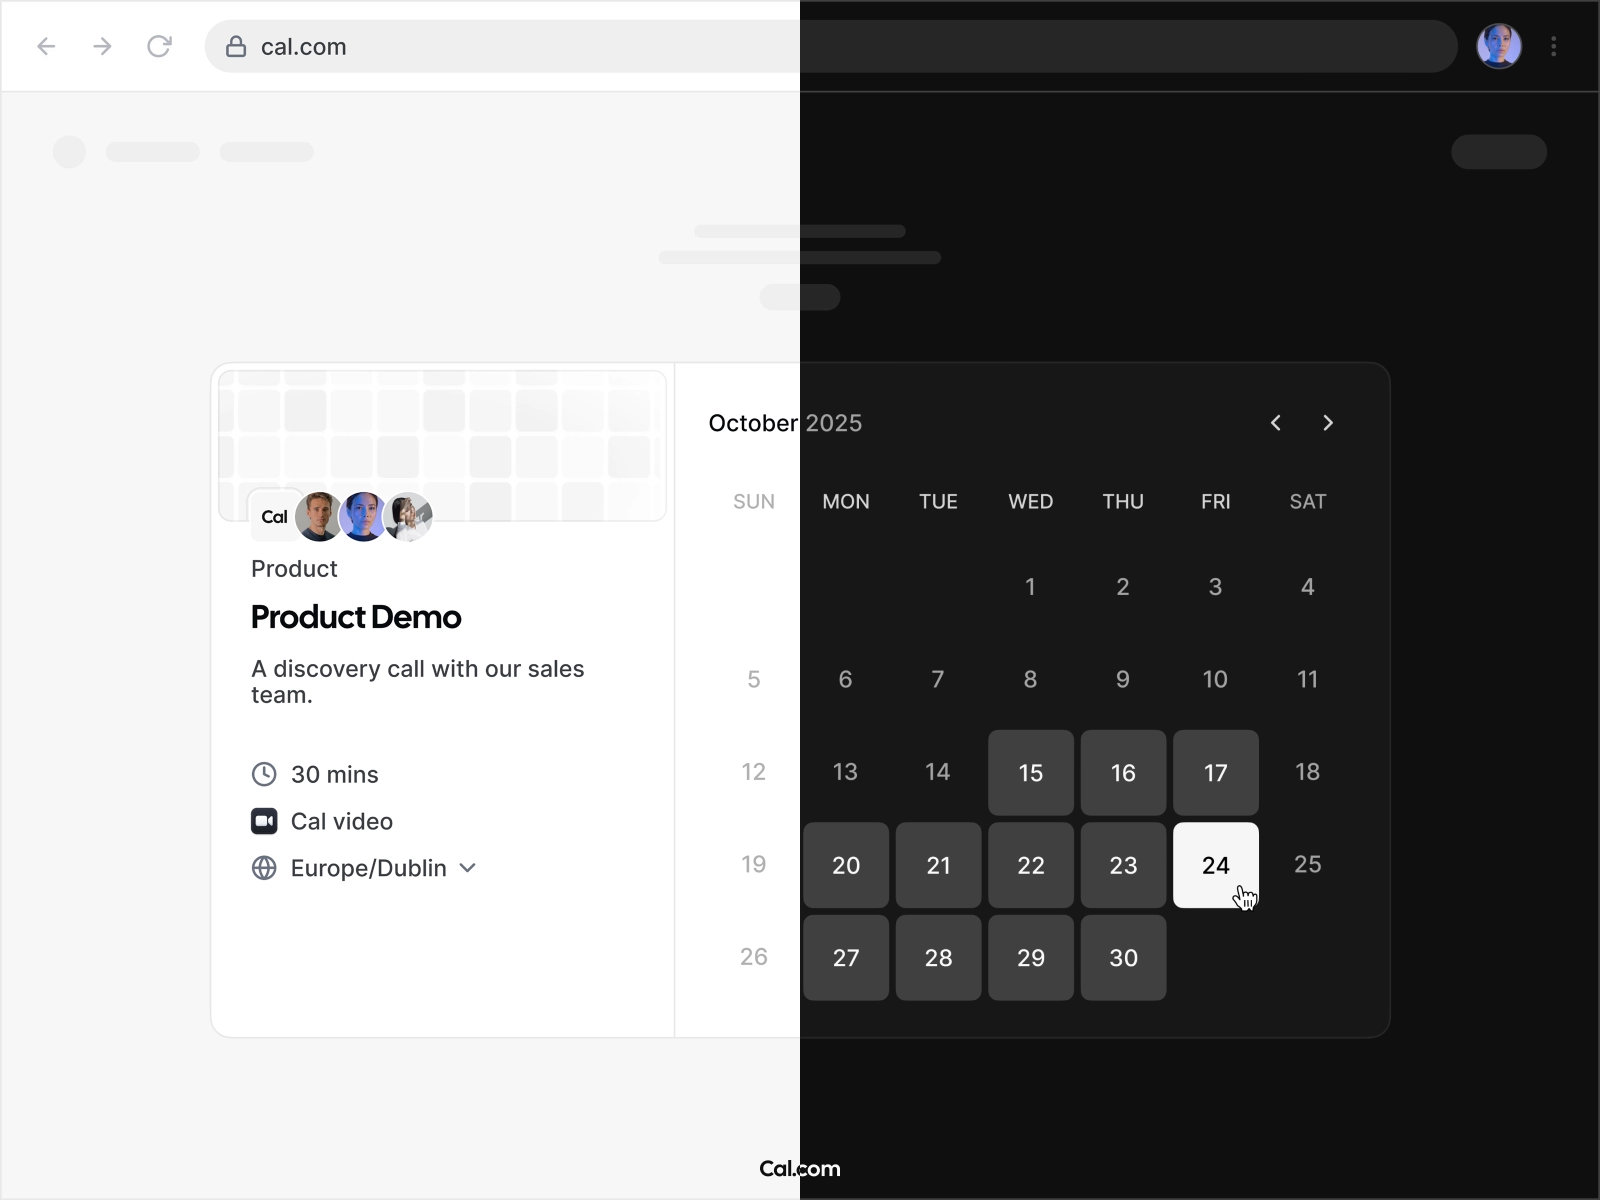 cal.com
Cal
Product
Product Demo
A discovery call with our sales
team.
30 mins
Cal video
Europe/Dublin
October 2025
SUN MON TUE WED THU FRI SAT
1 2 3 4
5 6 7 8 9 10 11
12 13 14 15 16 17 18
19 20 21 22 23 24 25
26 27 28 29 30
Cal.com